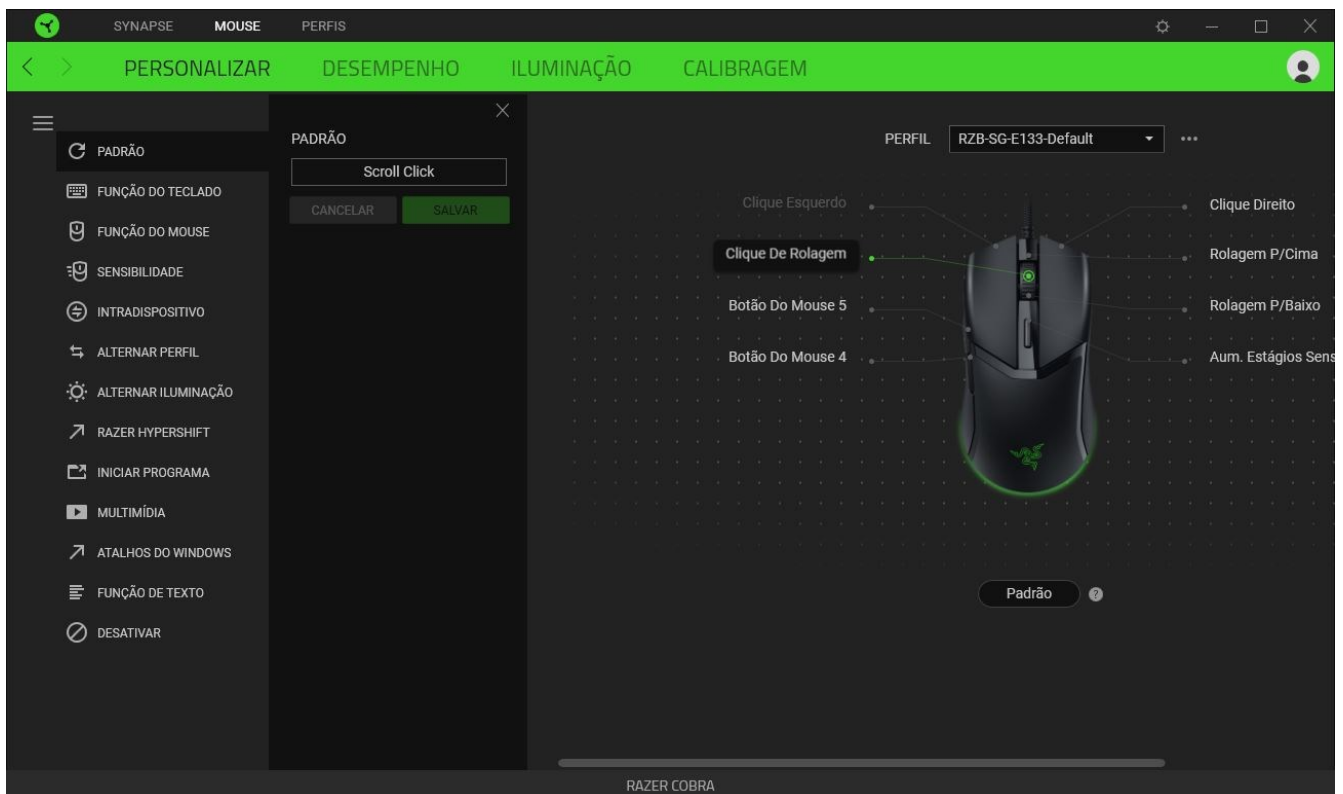 SYNAPSE MOUSE PERFIS
PERSONALIZAR DESEMPENHO ILUMINAÇÃO CALIBRAGEM
PADRÃO
FUNÇÃO DO TECLADO
FUNÇÃO DO MOUSE
SENSIBILIDADE
INTRADISPOSITIVO
ALTERNAR PERFIL
ALTERNAR ILUMINAÇÃO
RAZER HYPERSHIFT
INICIAR PROGRAMA
MULTIMÍDIA
ATALHOS DO WINDOWS
FUNÇÃO DE TEXTO
DESATIVAR
PADRÃO
Scroll Click
CANCELAR SALVAR
PERFIL RZB-SG-E133-Default
Clique Esquerdo
Clique De Rolagem
Botão Do Mouse 5
Botão Do Mouse 4
Clique Direito
Rolagem P/Cima
Rolagem P/Baixo
Aum. Estágios Sens
Padrão ?
RAZER COBRA